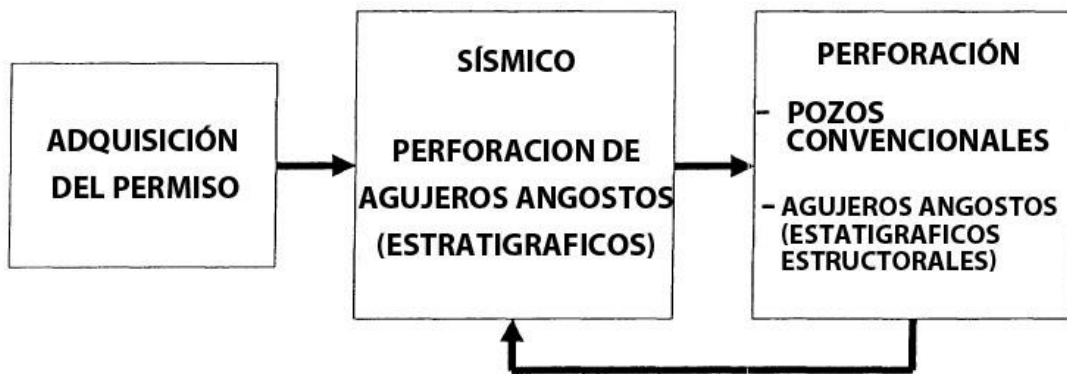 ADQUISICIÓN
DEL PERMISO
SÍSMICO
PERFORACION DE
AGUJEROS ANGOSTOS
(ESTRATIGRAFICOS)
PERFORACIÓN
- POZOS
CONVENCIONALES
- AGUJEROS ANGOSTOS
(ESTATIGRAFICOS
ESTRUCTORALES)